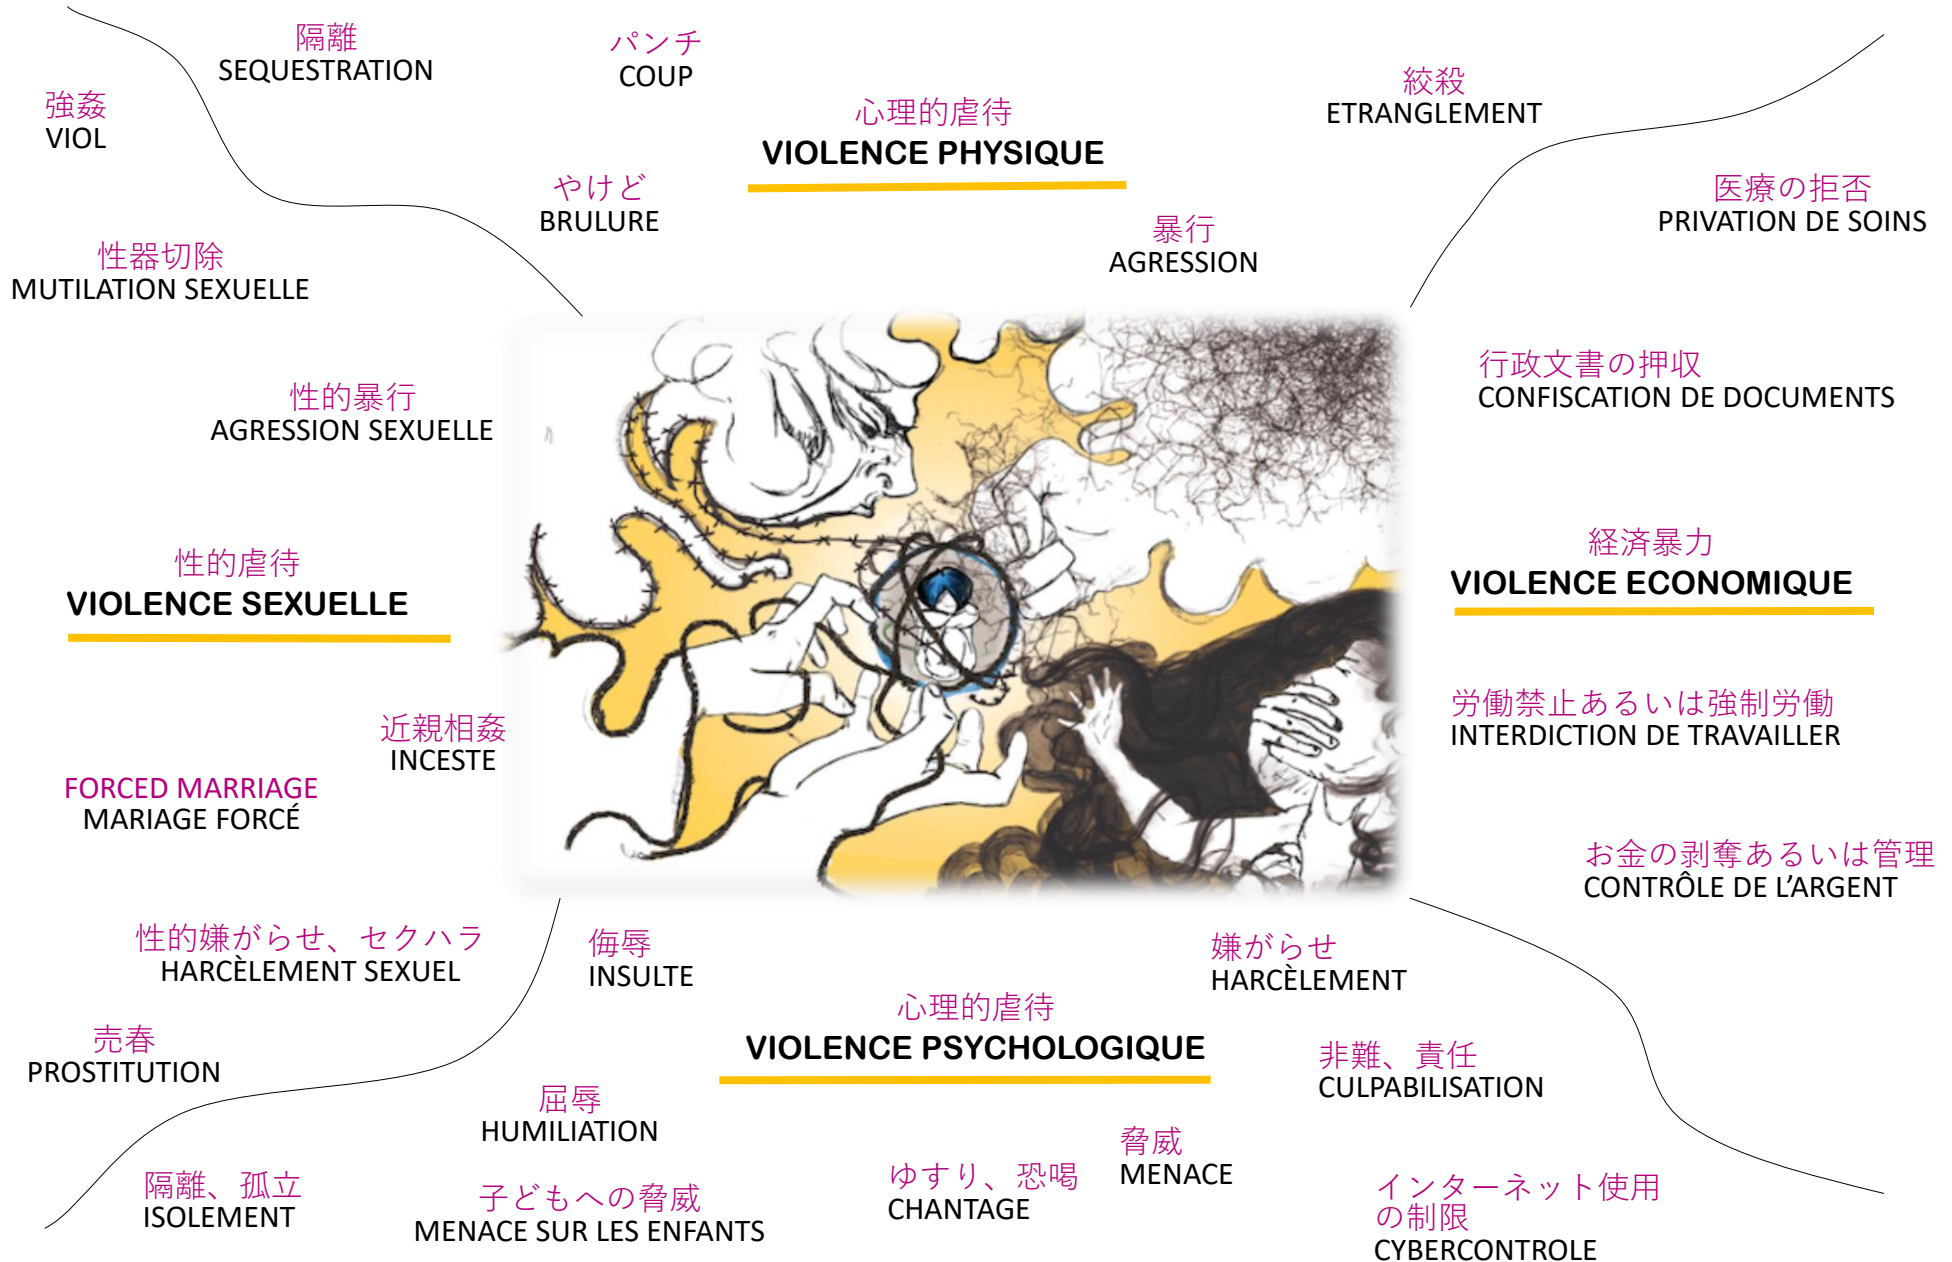 隔離
SEQUESTRATION
パンチ
COUP
絞殺
ETRANGLEMENT
強姦
VIOL
心理的虐待
VIOLENCE PHYSIQUE
やけど
BRULURE
医療の拒否
PRIVATION DE SOINS
暴行
AGRESSION
性器切除
MUTILATION SEXUELLE
行政文書の押収
CONFISCATION DE DOCUMENTS
性的暴行
AGRESSION SEXUELLE
経済暴力
VIOLENCE ECONOMIQUE
性的虐待
VIOLENCE SEXUELLE
労働禁止あるいは強制労働
INTERDICTION DE TRAVAILLER
近親相姦
INCESTE
FORCED MARRIAGE
MARIAGE FORCÉ
お金の剥奪あるいは管理
CONTRÔLE DE L’ARGENT
性的嫌がらせ、セクハラ
HARCÈLEMENT SEXUEL
侮辱
INSULTE
嫌がらせ
HARCÈLEMENT
心理的虐待
VIOLENCE PSYCHOLOGIQUE
売春
PROSTITUTION
非難、責任
CULPABILISATION
屈辱
HUMILIATION
脅威
MENACE
隔離、孤立
ISOLEMENT
子どもへの脅威
MENACE SUR LES ENFANTS
ゆすり、恐喝
CHANTAGE
インターネット使用
の制限
CYBERCONTROLE